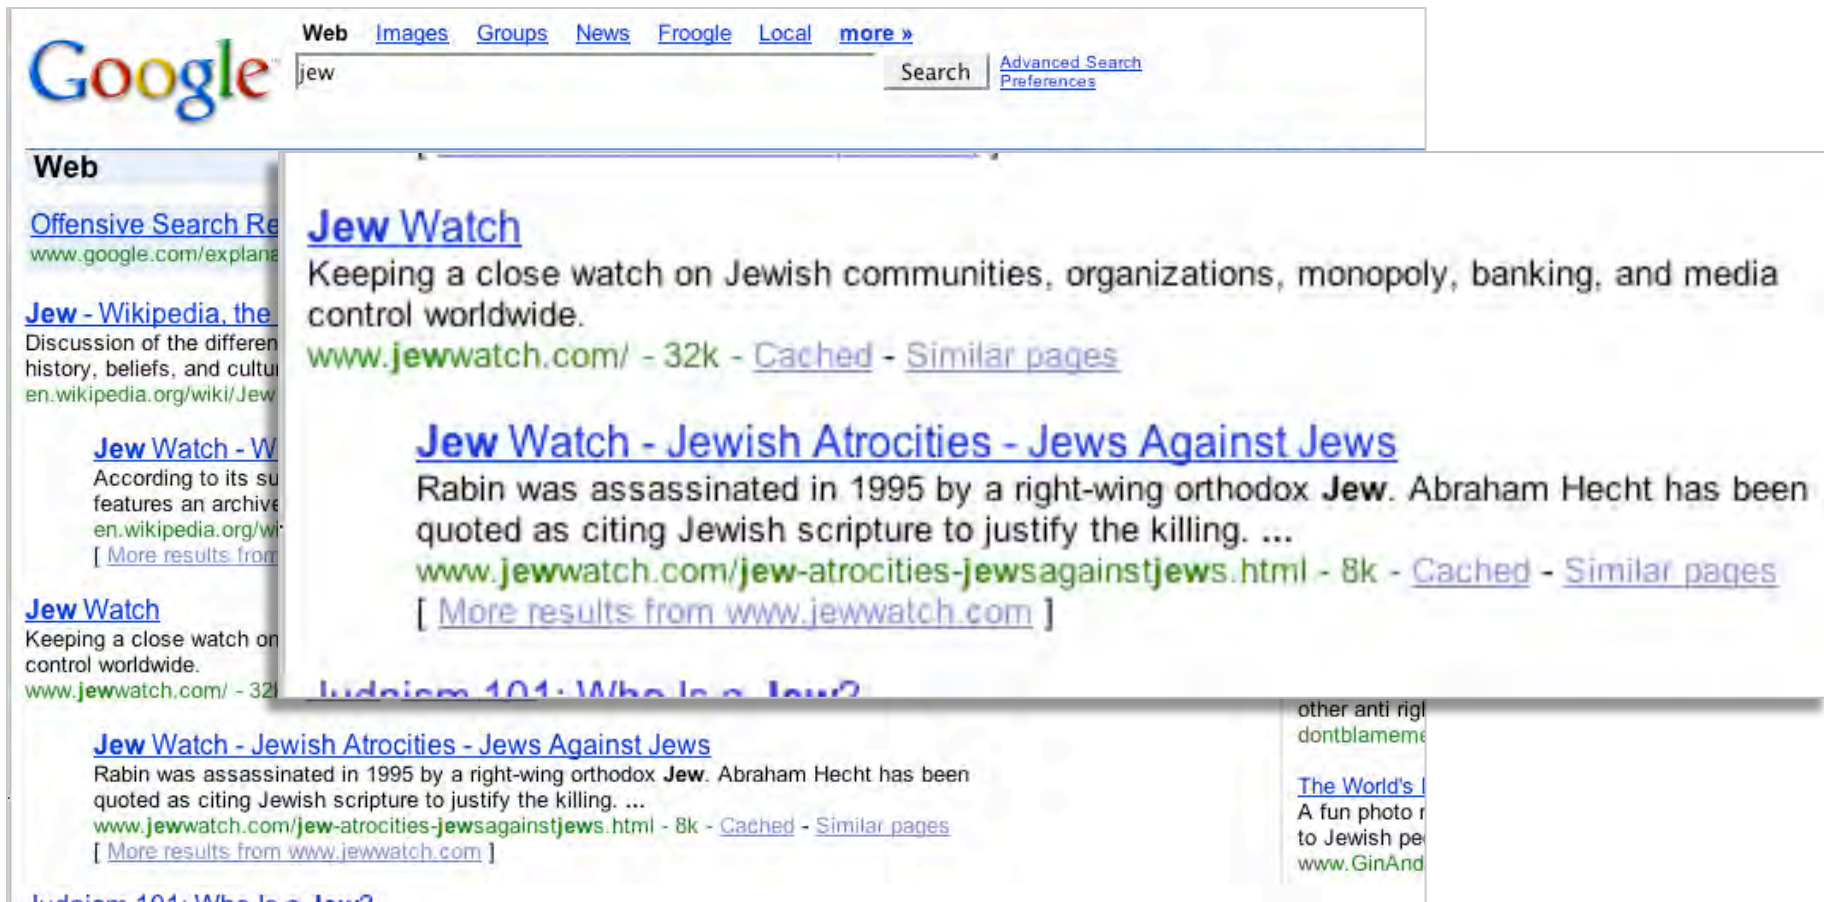 Google
Web Images Groups News Froogle Local more »
jew
Search
Advanced Search
Preferences
Web
Offensive Search Re
www.google.com/explana
Jew - Wikipedia, the
Discussion of the differen
history, beliefs, and cultu
en.wikipedia.org/wiki/Jew
Jew Watch - W
According to its su
features an archive
en.wikipedia.org/wi
[ More results from
Jew Watch
Keeping a close watch on
control worldwide.
www.jewwatch.com/ - 32
Jew Watch - Jewish Atrocities - Jews Against Jews
Rabin was assassinated in 1995 by a right-wing orthodox Jew. Abraham Hecht has been
quoted as citing Jewish scripture to justify the killing. ...
www.jewwatch.com/jew-atrocities-jewsagainstjews.html - 8k - Cached - Similar pages
[ More results from www.jewwatch.com ]
Judaism 101: Who Is a Jew?
Jew Watch
Keeping a close watch on Jewish communities, organizations, monopoly, banking, and media
control worldwide.
www.jewwatch.com/ - 32k - Cached - Similar pages
Jew Watch - Jewish Atrocities - Jews Against Jews
Rabin was assassinated in 1995 by a right-wing orthodox Jew. Abraham Hecht has been
quoted as citing Jewish scripture to justify the killing. ...
www.jewwatch.com/jew-atrocities-jewsagainstjews.html - 8k - Cached - Similar pages
[ More results from www.jewwatch.com ]
Judaism 101: Who Is a Jew?
other anti rig
dontblameme
The World's
A fun photo
to Jewish pe
www.GinAnd